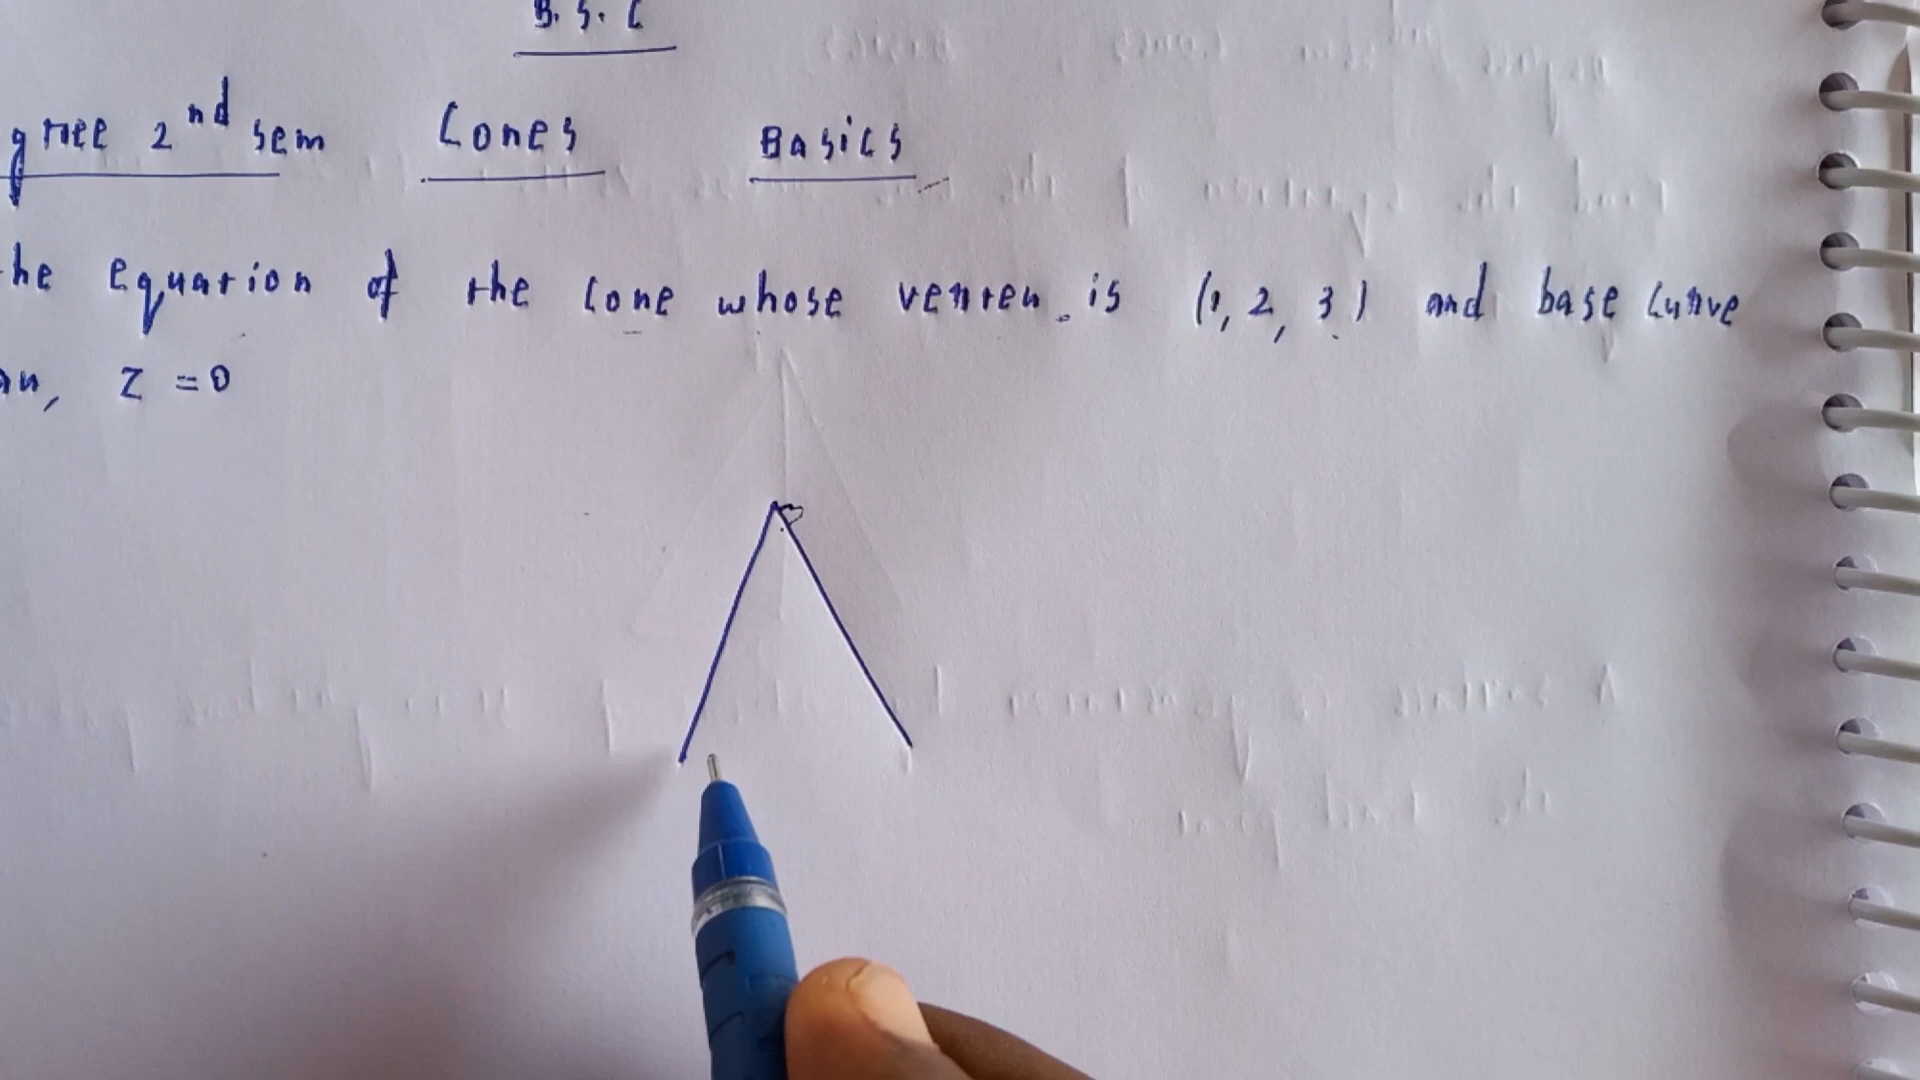 B.S.C
gree 2nd sem Cones Basics
he equation of the cone whose vertex is (1, 2, 3) and base curve
z = 0